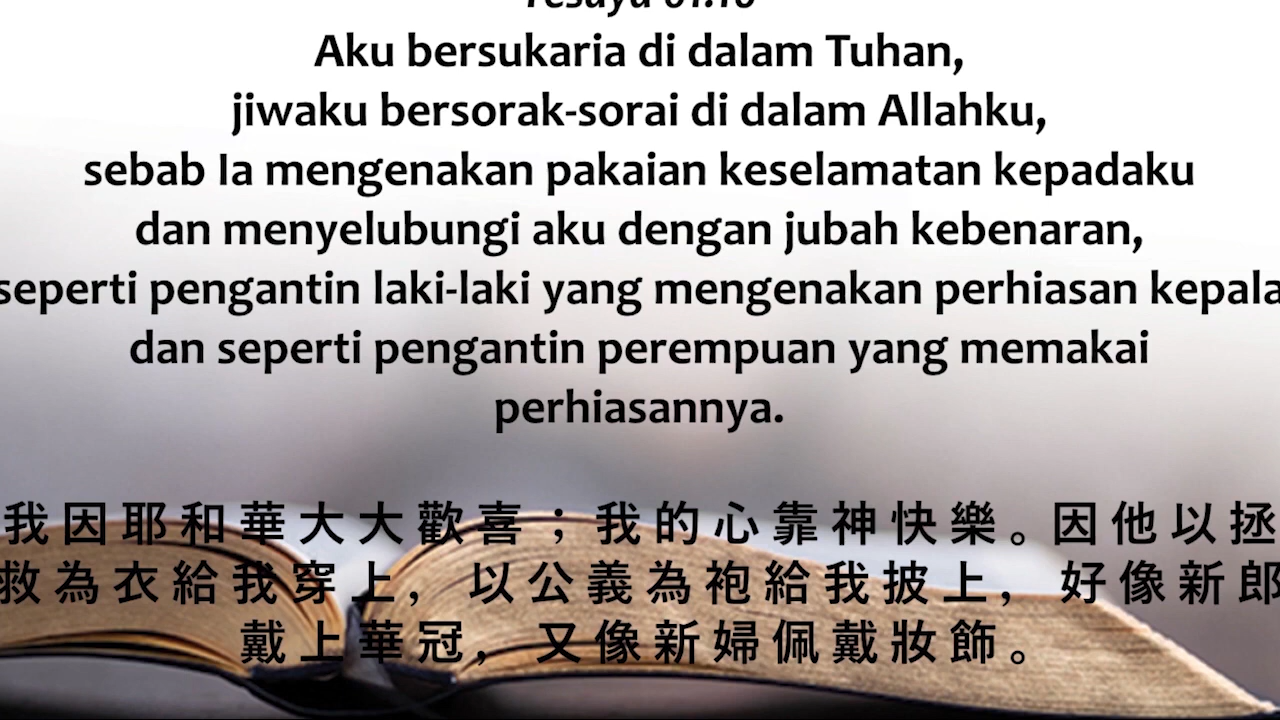 Yesaya 61:10
Aku bersukaria di dalam Tuhan,
jiwaku bersorak-sorai di dalam Allahku,
sebab Ia mengenakan pakaian keselamatan kepadaku
dan menyelubungi aku dengan jubah kebenaran,
seperti pengantin laki-laki yang mengenakan perhiasan kepala
dan seperti pengantin perempuan yang memakai
perhiasannya.
我因耶和華大大歡喜；我的心靠神快樂。因他以拯
救為衣給我穿上，以公義為袍給我披上，好像新郎
戴上華冠，又像新婦佩戴妝飾。